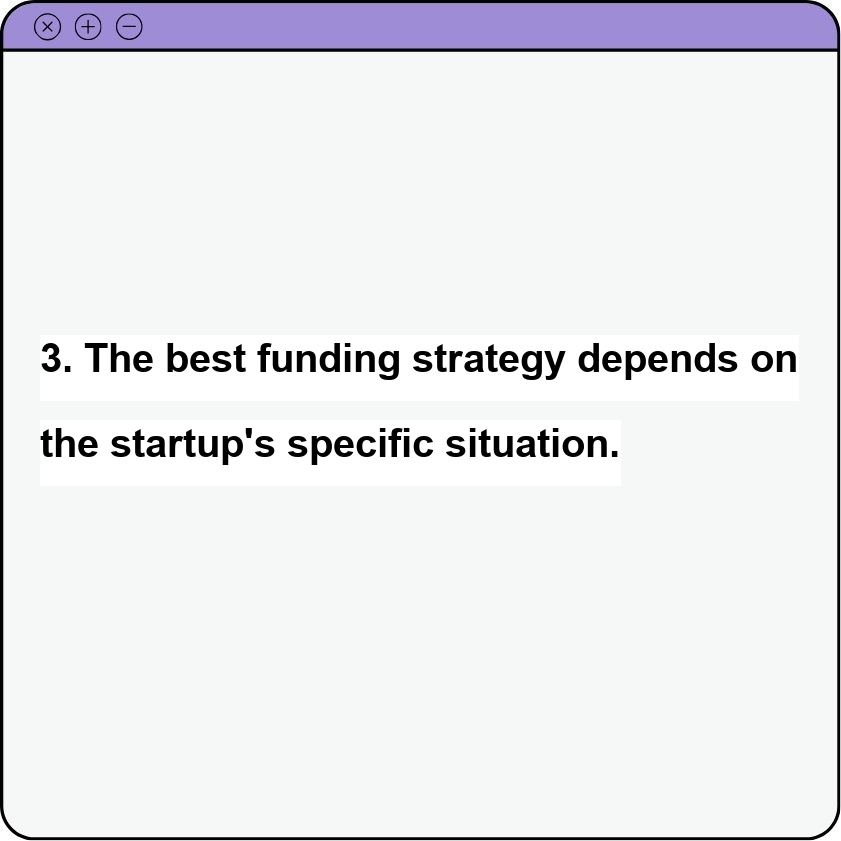 3. The best funding strategy depends on
the startup's specific situation.